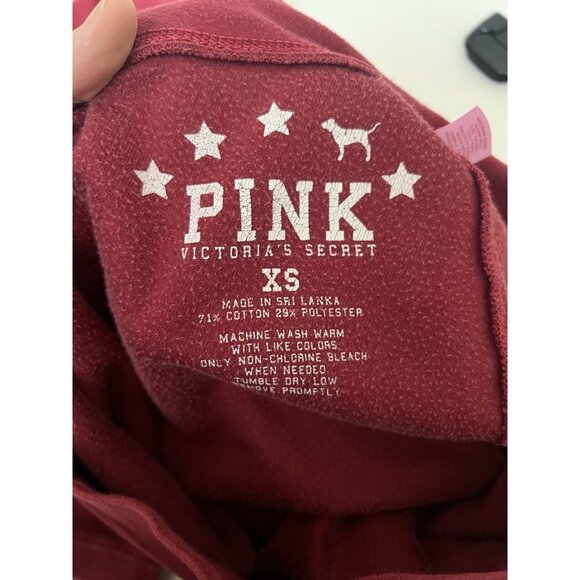 PINK
VICTORIA'S SECRET
XS
MADE IN SRI LANKA
71% COTTON 29% POLYESTER
MACHINE WASH WARM
WITH LIKE COLORS
ONLY NON-CHLORINE BLEACH
WHEN NEEDED
TUMBLE DRY LOW
PROMPTLY